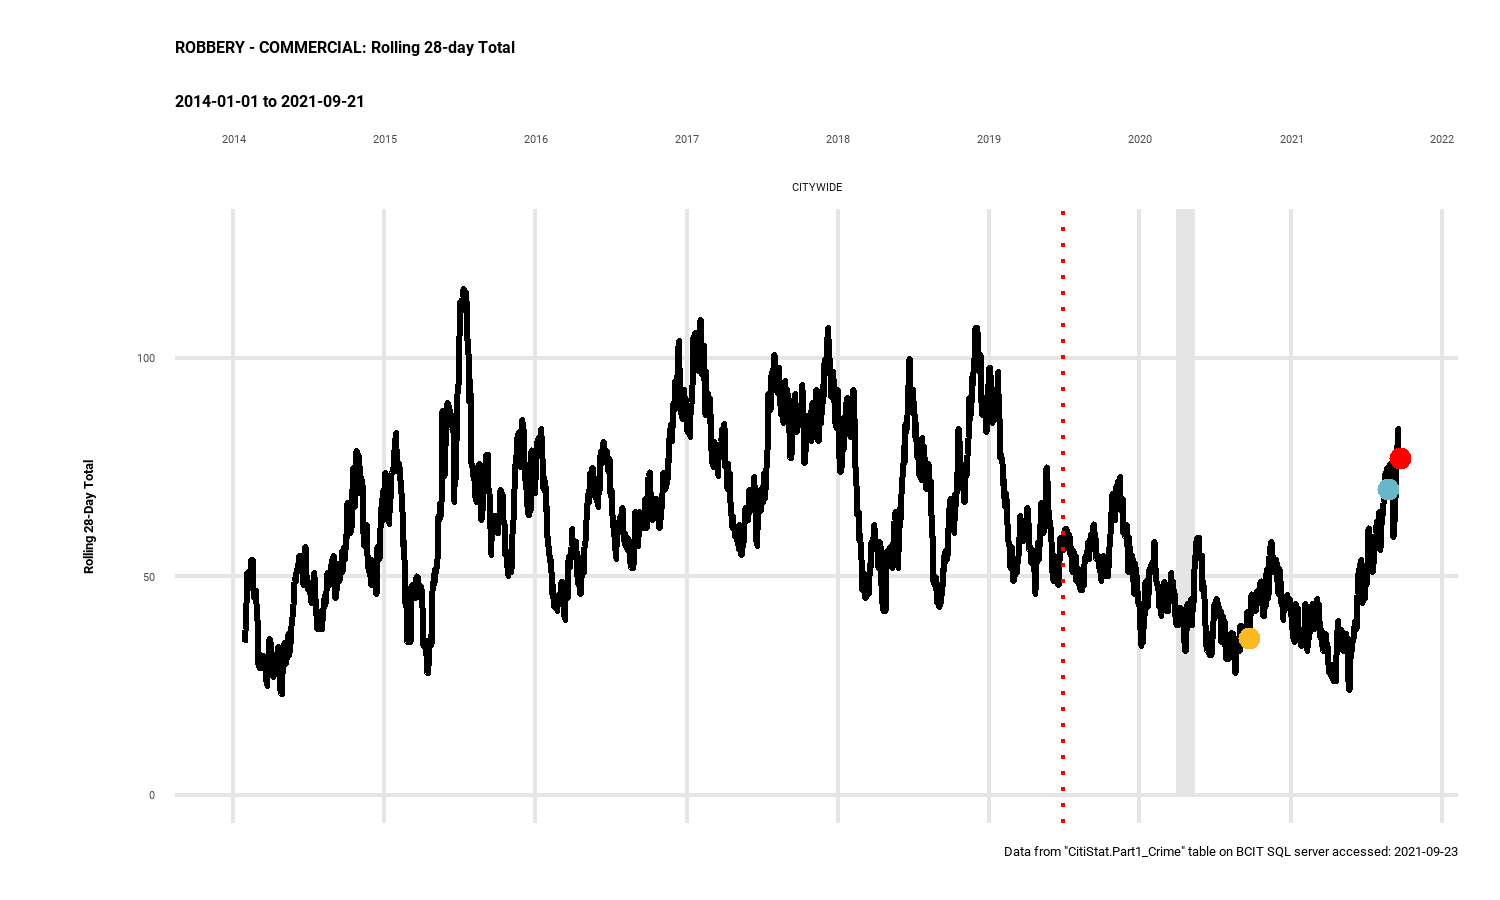 ROBBERY - COMMERCIAL: Rolling 28-day Total
2014-01-01 to 2021-09-21
2014 2015 2016 2017 2018 2019 2020 2021 2022
CITYWIDE
Rolling 28-Day Total
100
50
0
Data from "CitiStat.Part1_Crime" table on BCIT SQL server accessed: 2021-09-23